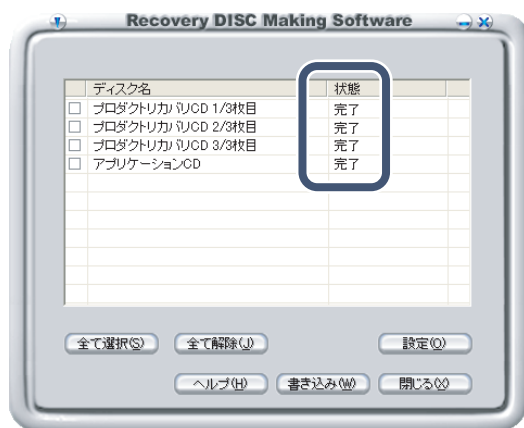 Recovery DISC Making Software
ディスク名 状態
プロダクトリカバリCD 1/3枚目 完了
プロダクトリカバリCD 2/3枚目 完了
プロダクトリカバリCD 3/3枚目 完了
アプリケーションCD 完了
全て選択(S) 全て解除(J) 設定(O)
ヘルプ(H) 書き込み(W) 閉じる(X)